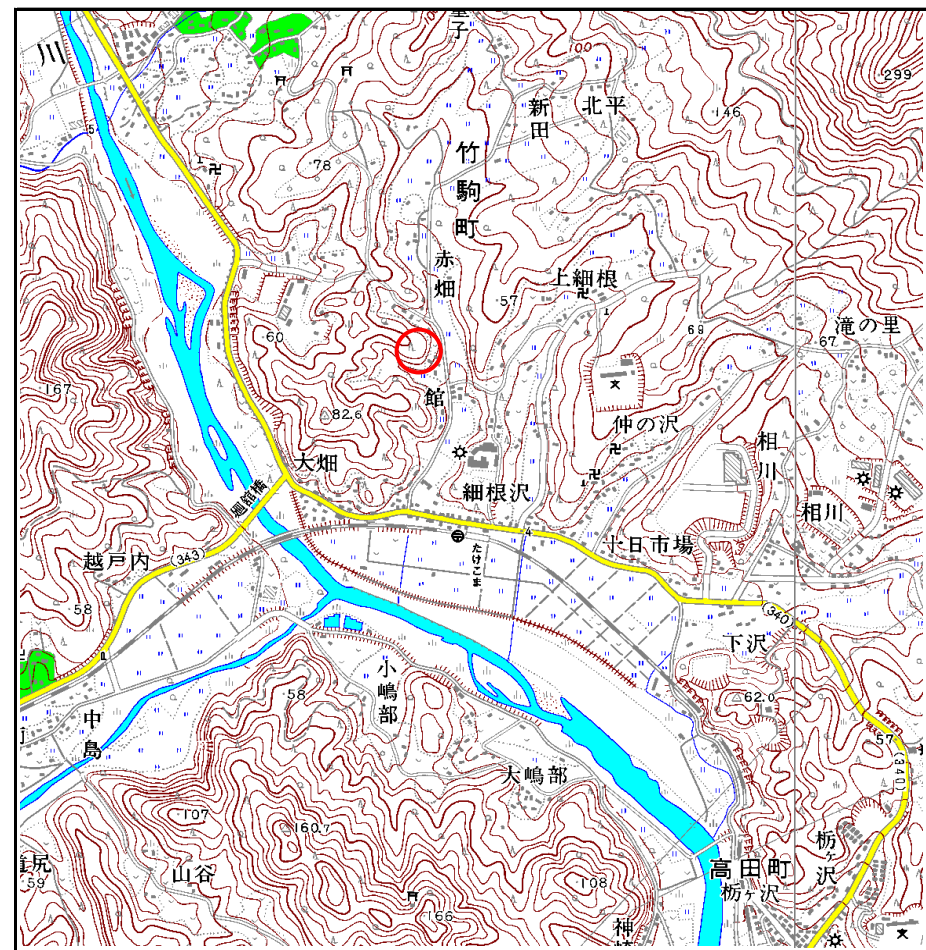 川
子
100
299
新田
北平
146
54
竹駒町
78
赤畑
57
上細根
69
滝の里
67
60
167
館
82.6
仲の沢
相川
大畑
細根沢
相川
廻舘橋
越戸内
(343)
たけこま
4
十日市場
58
(340)
下沢
小嶋部
58
62.0
57
(340)
中島
大嶋部
107
160.7
栃ヶ沢
59
山谷
108
高田町
栃ヶ沢
166
神